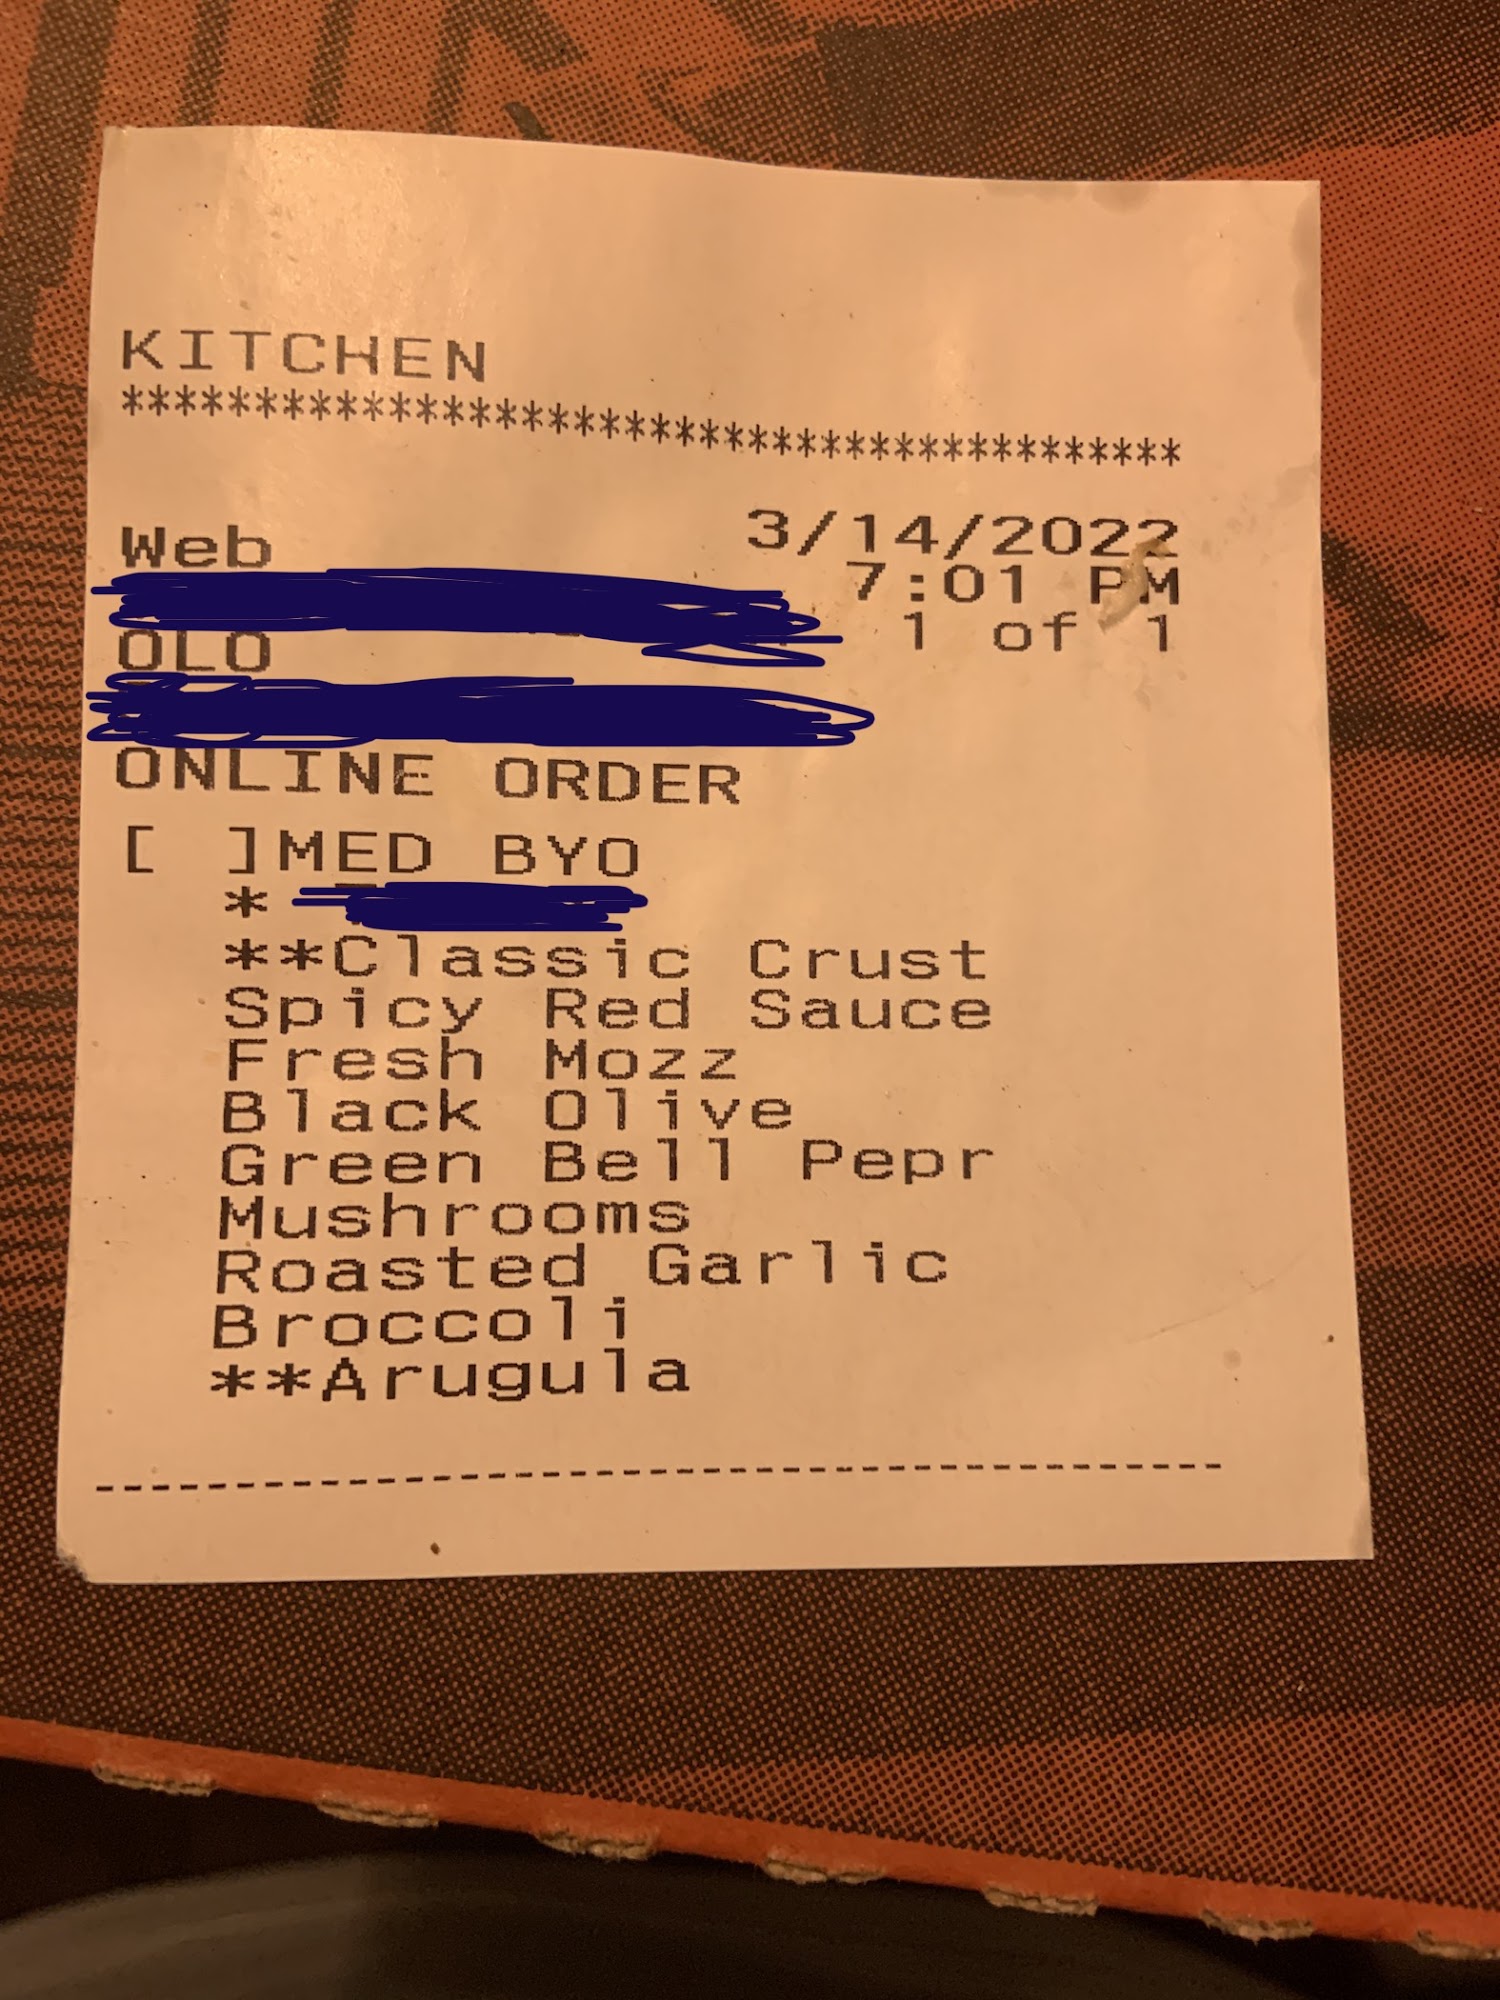 KITCHEN
********************************************
Web 3/14/2022
7:01 PM
OLO 1 of 1
ONLINE ORDER
[ ]MED BYO
*
**Classic Crust
Spicy Red Sauce
Fresh Mozz
Black Olive
Green Bell Pepr
Mushrooms
Roasted Garlic
Broccoli
**Arugula
----------------------------------------